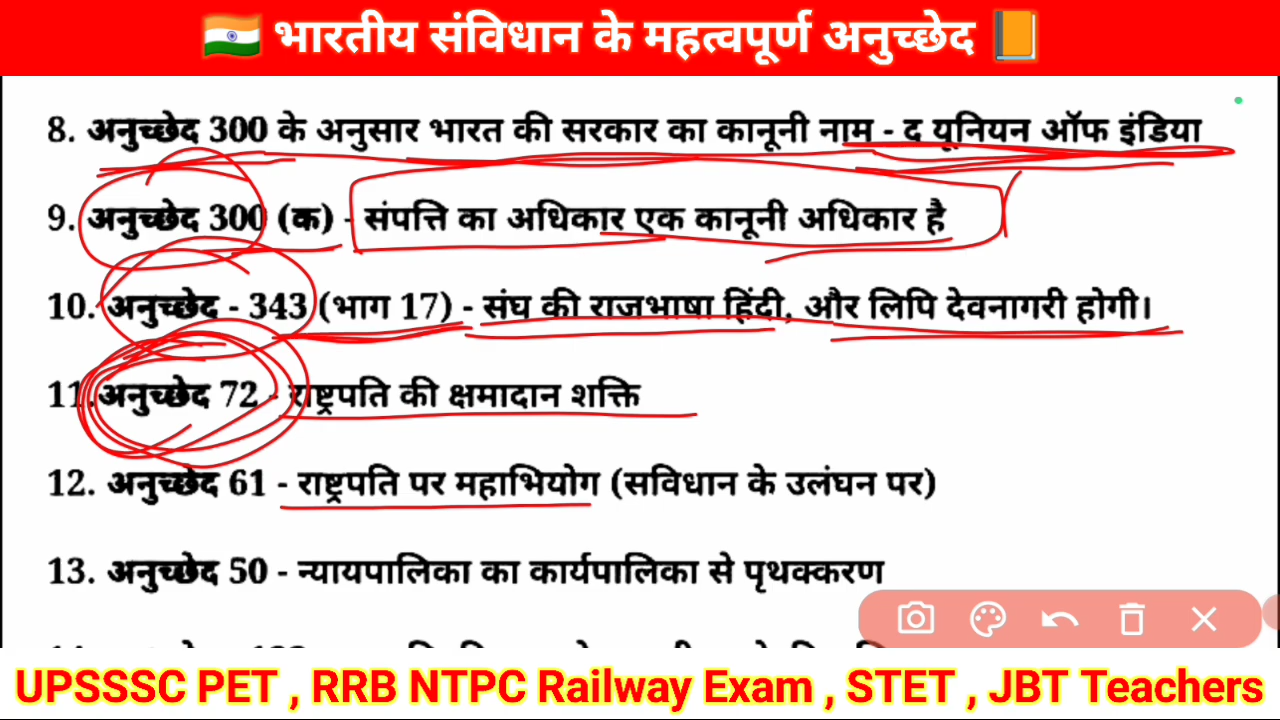 🇮🇳 भारतीय संविधान के महत्वपूर्ण अनुच्छेद 📙
8. अनुच्छेद 300 के अनुसार भारत की सरकार का कानूनी नाम - द यूनियन ऑफ इंडिया
9. अनुच्छेद 300 (क) - संपत्ति का अधिकार एक कानूनी अधिकार है
10. अनुच्छेद - 343 (भाग 17) - संघ की राजभाषा हिंदी, और लिपि देवनागरी होगी।
11.अनुच्छेद 72 - राष्ट्रपति की क्षमादान शक्ति
12. अनुच्छेद 61 - राष्ट्रपति पर महाभियोग (सविधान के उलंघन पर)
13. अनुच्छेद 50 - न्यायपालिका का कार्यपालिका से पृथक्करण
UPSSSC PET , RRB NTPC Railway Exam , STET , JBT Teachers